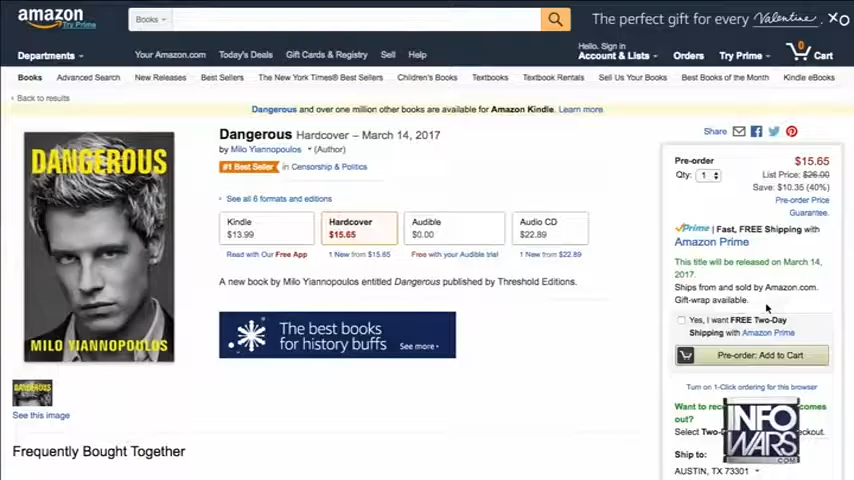 amazon
Try Prime
Books
The perfect gift for every Valentine.
Departments
Your Amazon.com Today's Deals Gift Cards & Registry Sell Help
Hello. Sign in
Account & Lists Orders Try Prime 0 Cart
Books Advanced Search New Releases Best Sellers The New York Times® Best Sellers Children's Books Textbooks Textbook Rentals Sell Us Your Books Best Books of the Month Kindle eBooks
‹ Back to results
Dangerous and over one million other books are available for Amazon Kindle. Learn more
DANGEROUS
MILO YIANNOPOULOS
DANGEROUS
See this image
Dangerous Hardcover – March 14, 2017
by Milo Yiannopoulos (Author)
#1 Best Seller in Censorship & Politics
See all 6 formats and editions
Kindle
$13.99
Hardcover
$15.65
Audible
$0.00
Audio CD
$22.89
Read with Our Free App
1 New from $15.65
Free with your Audible trial
1 New from $22.89
A new book by Milo Yiannopoulos entitled Dangerous published by Threshold Editions.
The best books
for history buffs
See more ›
Share
Pre-order $15.65
Qty: 1
List Price: $26.00
Save: $10.35 (40%)
Pre-order Price
Guarantee.
Prime | Fast, FREE Shipping with
Amazon Prime
This title will be released on March 14,
2017.
Ships from and sold by Amazon.com.
Gift-wrap available.
Yes, I want FREE Two-Day
Shipping with Amazon Prime
Pre-order: Add to Cart
Turn on 1-Click ordering for this browser
Want to comes
out?
Select checkout.
INFO
WARS
.COM
Ship to:
AUSTIN, TX 73301
Frequently Bought Together